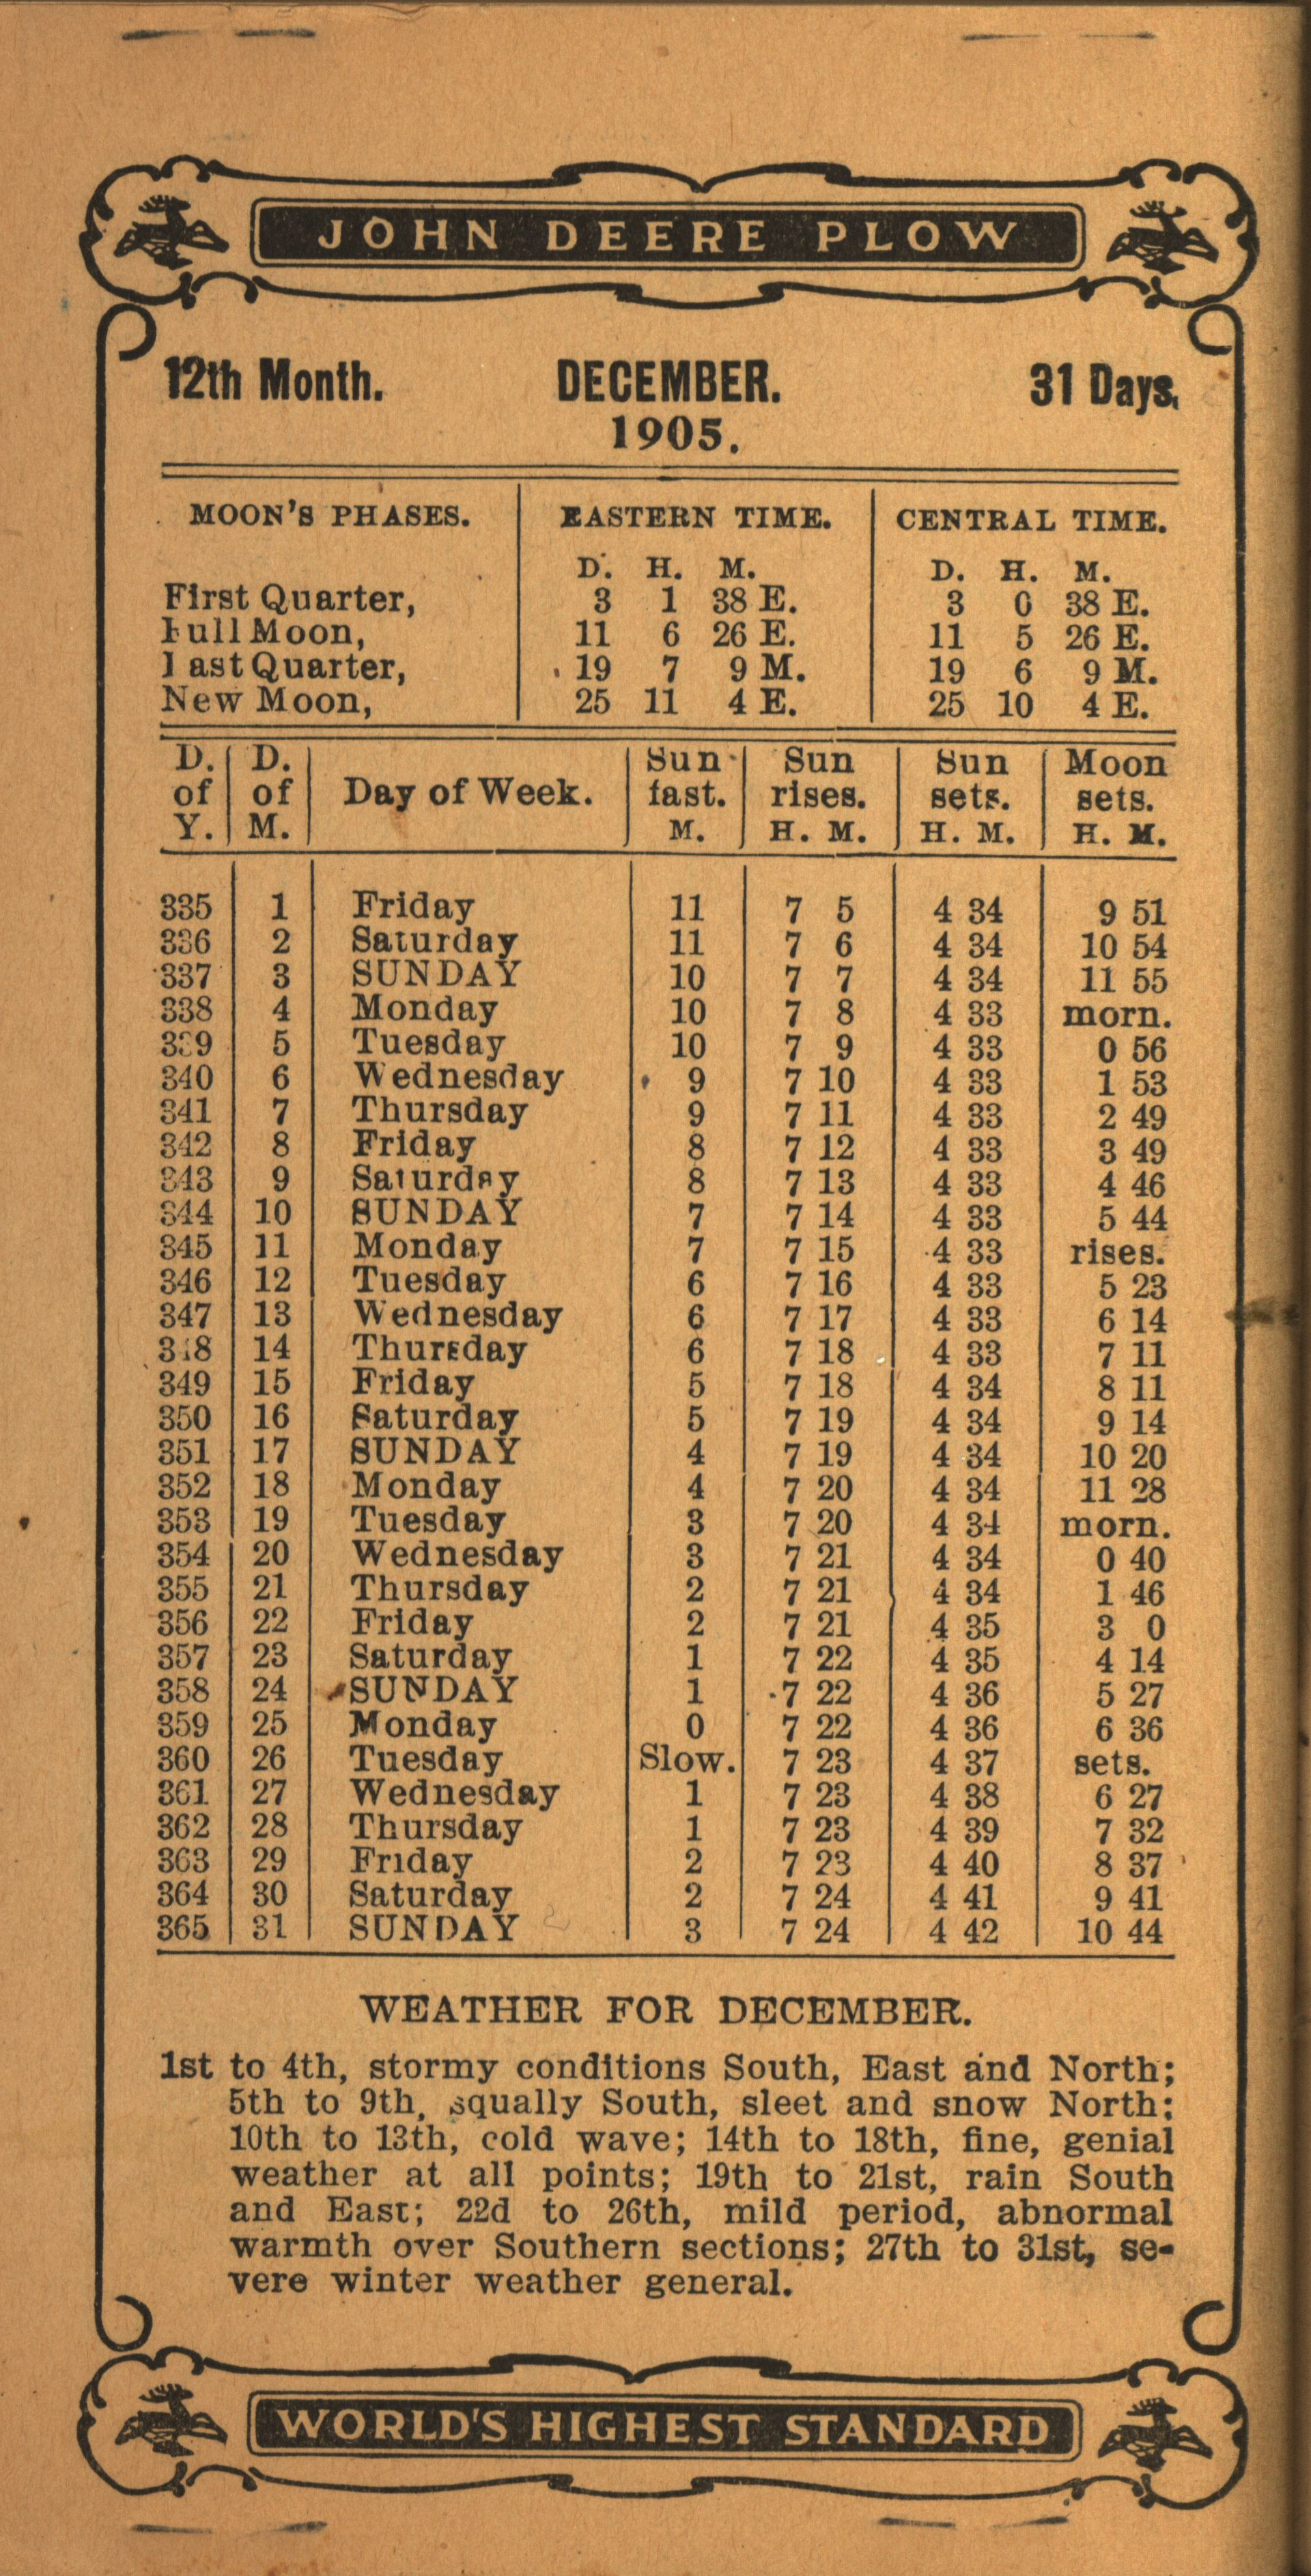 JOHN DEERE PLOW
12th Month. DECEMBER. 31 Days.
1905.
MOON'S PHASES. EASTERN TIME. CENTRAL TIME.
D. H. M. D. H. M.
First Quarter, 3 1 38 E. 3 0 38 E.
Full Moon, 11 6 26 E. 11 5 26 E.
Last Quarter, 19 7 9 M. 19 6 9 M.
New Moon, 25 11 4 E. 25 10 4 E.
D. D. Sun Sun Sun Moon
of of Day of Week. fast. rises. sets. sets.
Y. M. M. H. M. H. M. H. M.
335 1 Friday 11 7 5 4 34 9 51
336 2 Saturday 11 7 6 4 34 10 54
337 3 SUNDAY 10 7 7 4 34 11 55
338 4 Monday 10 7 8 4 33 morn.
339 5 Tuesday 10 7 9 4 33 0 56
340 6 Wednesday 9 7 10 4 33 1 53
341 7 Thursday 9 7 11 4 33 2 49
342 8 Friday 8 7 12 4 33 3 49
343 9 Saturday 8 7 13 4 33 4 46
344 10 SUNDAY 7 7 14 4 33 5 44
345 11 Monday 7 7 15 4 33 rises.
346 12 Tuesday 6 7 16 4 33 5 23
347 13 Wednesday 6 7 17 4 33 6 14
348 14 Thursday 6 7 18 4 33 7 11
349 15 Friday 5 7 18 4 34 8 11
350 16 Saturday 5 7 19 4 34 9 14
351 17 SUNDAY 4 7 19 4 34 10 20
352 18 Monday 4 7 20 4 34 11 28
353 19 Tuesday 3 7 20 4 34 morn.
354 20 Wednesday 3 7 21 4 34 0 40
355 21 Thursday 2 7 21 4 34 1 46
356 22 Friday 2 7 21 4 35 3 0
357 23 Saturday 1 7 22 4 35 4 14
358 24 SUNDAY 1 7 22 4 36 5 27
359 25 Monday 0 7 22 4 36 6 36
360 26 Tuesday Slow. 7 23 4 37 sets.
361 27 Wednesday 1 7 23 4 38 6 27
362 28 Thursday 1 7 23 4 39 7 32
363 29 Friday 2 7 23 4 40 8 37
364 30 Saturday 2 7 24 4 41 9 41
365 31 SUNDAY 3 7 24 4 42 10 44
WEATHER FOR DECEMBER.
1st to 4th, stormy conditions South, East and North;
5th to 9th, squally South, sleet and snow North;
10th to 13th, cold wave; 14th to 18th, fine, genial
weather at all points; 19th to 21st, rain South
and East; 22d to 26th, mild period, abnormal
warmth over Southern sections; 27th to 31st, se-
vere winter weather general.
WORLD'S HIGHEST STANDARD